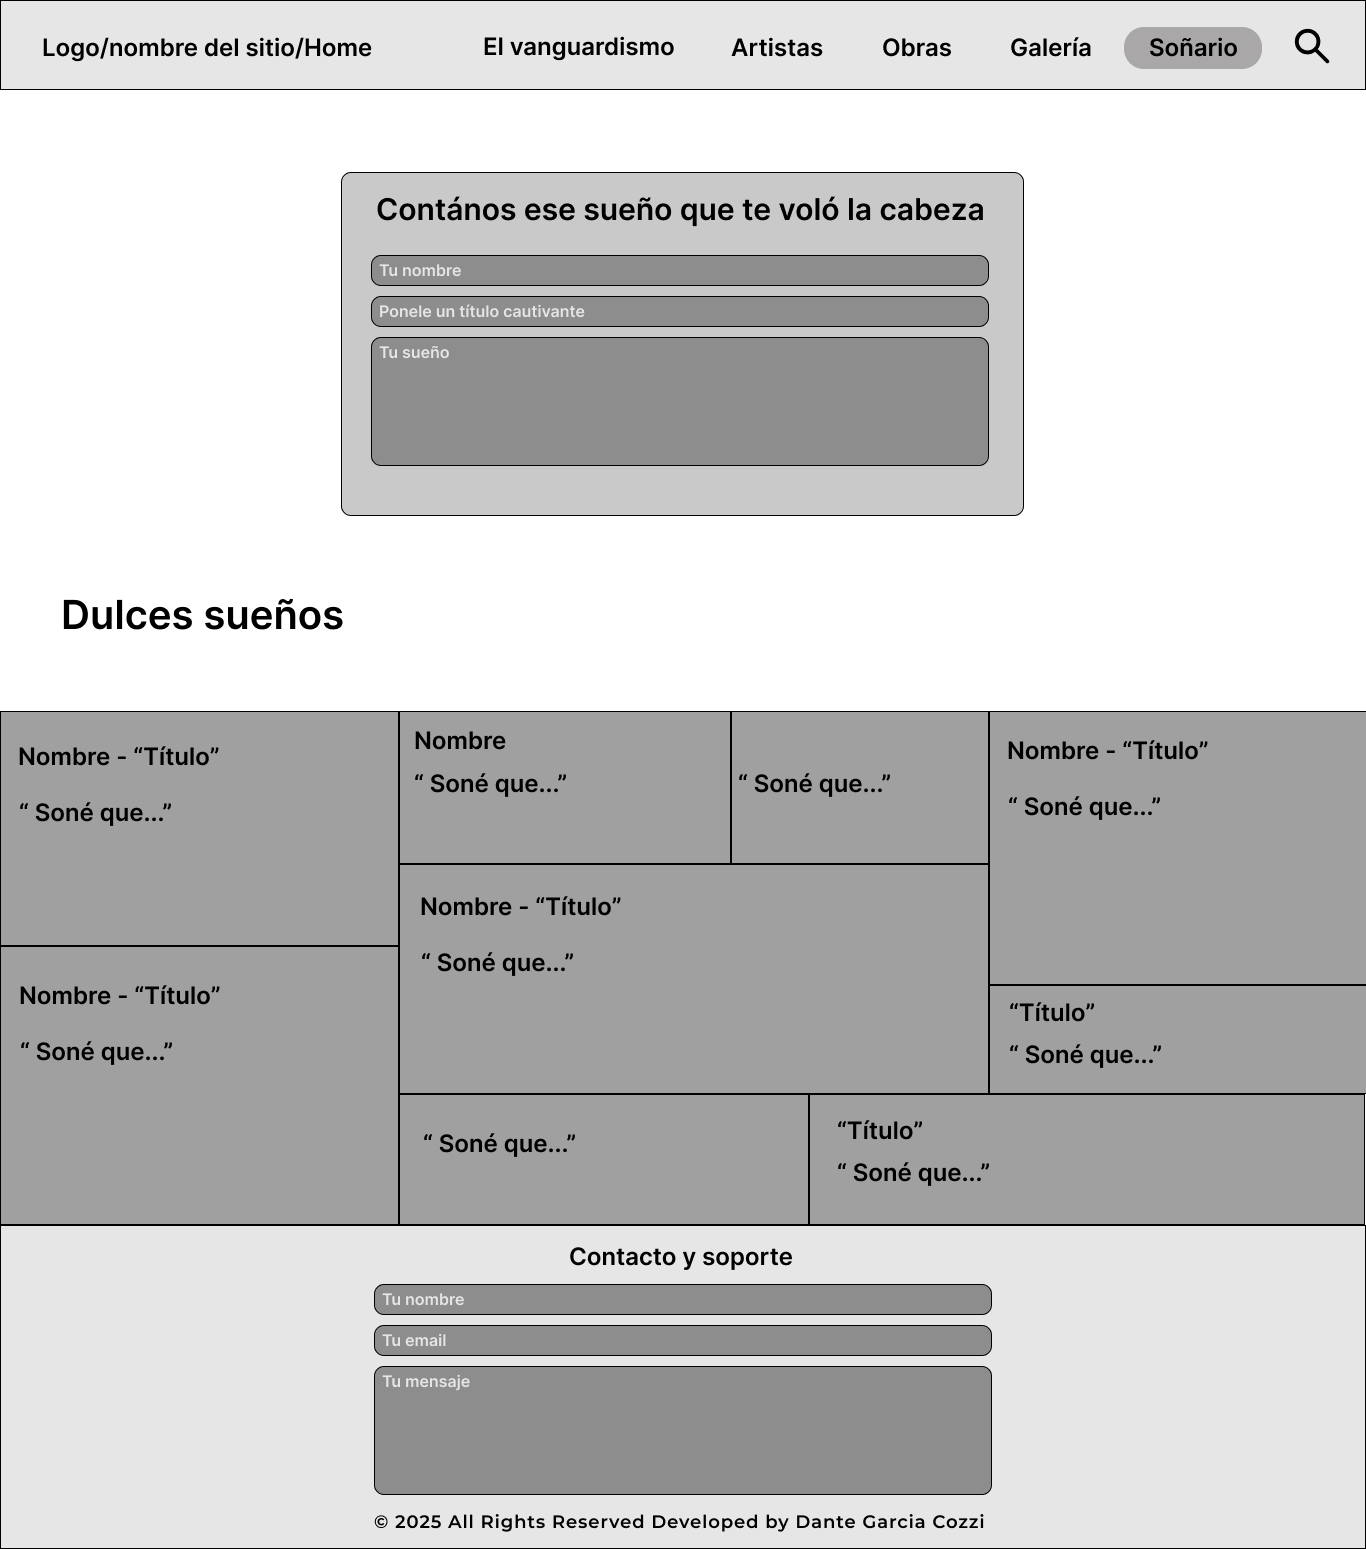 Logo/nombre del sitio/Home
El vanguardismo
Artistas
Obras
Galería
Soñario
Contános ese sueño que te voló la cabeza
Tu nombre
Ponele un título cautivante
Tu sueño
Dulces sueños
Nombre - “Título”
“ Soné que...”
Nombre
“ Soné que...”
“ Soné que...”
Nombre - “Título”
“ Soné que...”
Nombre - “Título”
“ Soné que...”
Nombre - “Título”
“ Soné que...”
“Título”
“ Soné que...”
“ Soné que...”
“Título”
“ Soné que...”
Contacto y soporte
Tu nombre
Tu email
Tu mensaje
© 2025 All Rights Reserved Developed by Dante Garcia Cozzi